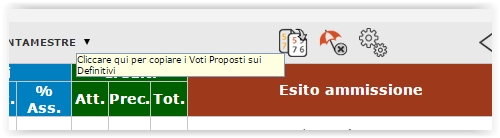 NTAMESTRE ▼
Cliccare qui per copiare i Voti Proposti sui
Definitivi
%
Ass.
Att.
Prec.
Tot.
Esito ammissione